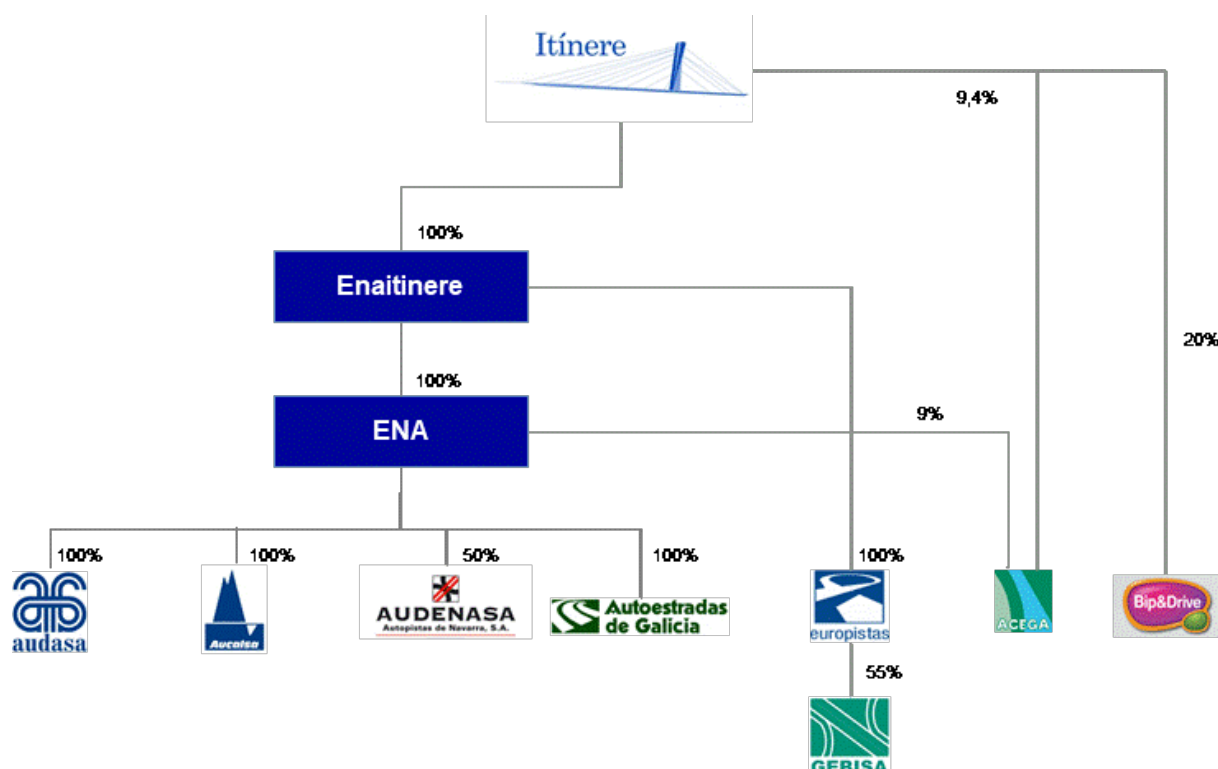 Itínere
9,4%
100%
Enaitinere
20%
100%
9%
ENA
100%
100%
50%
100%
100%
audasa
Aucalsa
AUDENASA
Autopistas de Navarra, S.A.
Autoestradas
de Galicia
europistas
ACEGA
Bip&Drive
55%
GEBISA